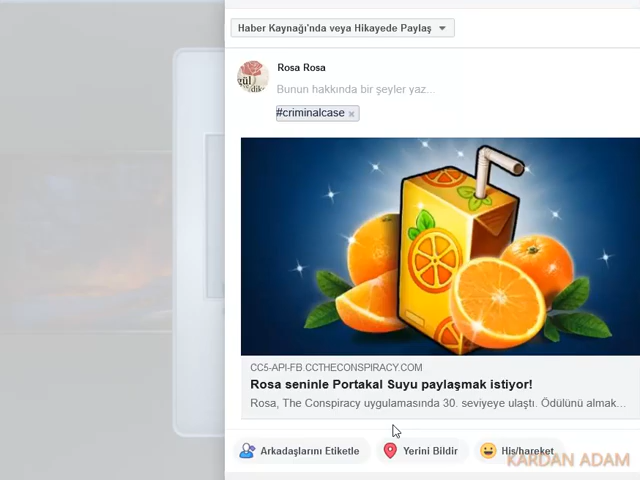 Haber Kaynağı'nda veya Hikayede Paylaş
Rosa Rosa
Bunun hakkında bir şeyler yaz...
#criminalcase
CC5-API-FB.CCTHECONSPIRACY.COM
Rosa seninle Portakal Suyu paylaşmak istiyor!
Rosa, The Conspiracy uygulamasında 30. seviyeye ulaştı. Ödülünü almak...
Arkadaşlarını Etiketle
Yerini Bildir
His/hareket
KARDAN ADAM